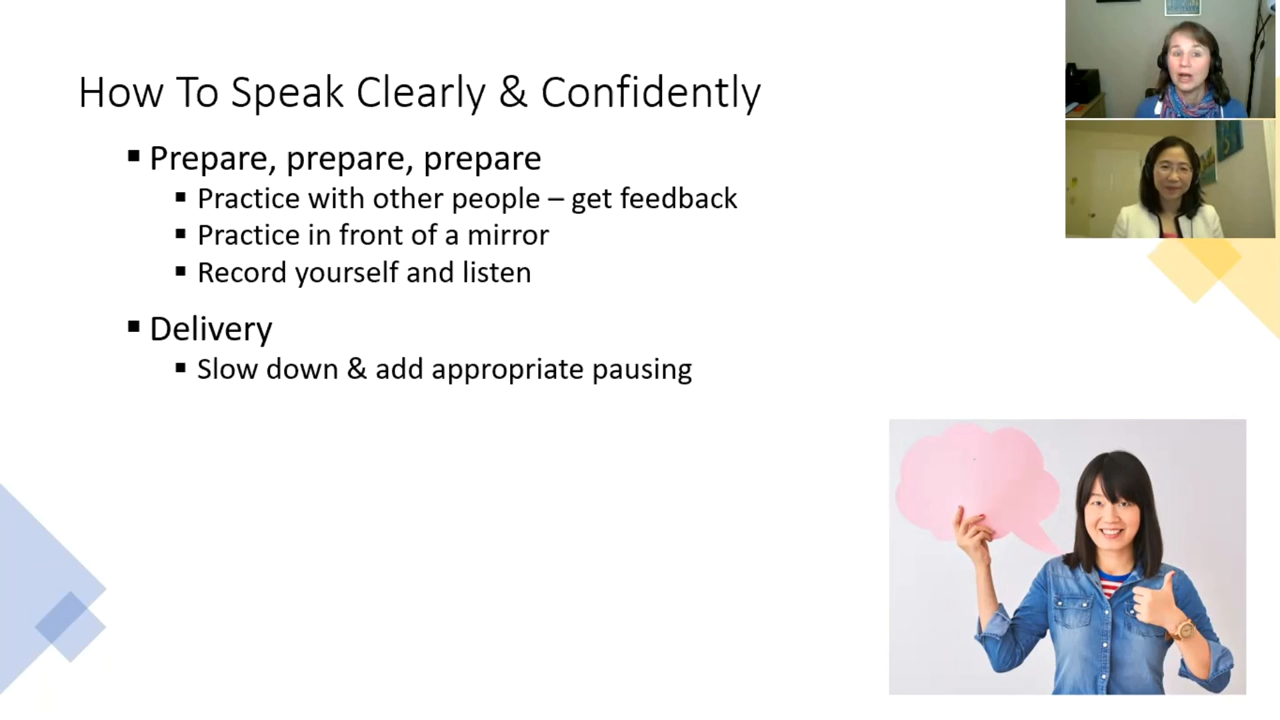 How To Speak Clearly & Confidently
▪ Prepare, prepare, prepare
▪ Practice with other people – get feedback
▪ Practice in front of a mirror
▪ Record yourself and listen
▪ Delivery
▪ Slow down & add appropriate pausing